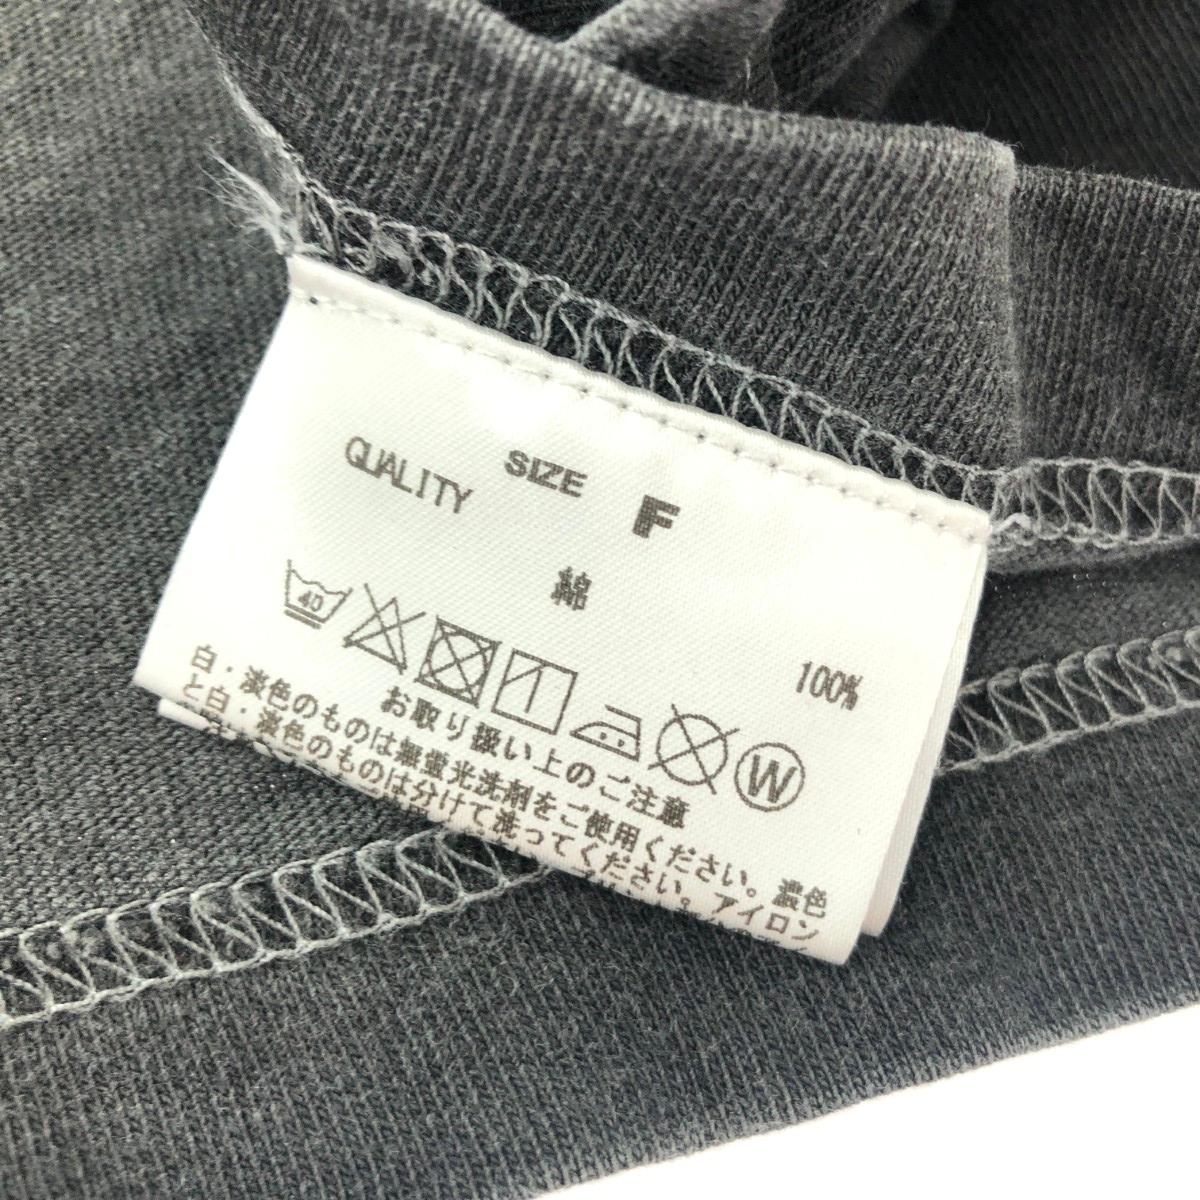 SIZE F
QUALITY
綿 100%
40
W
お取り扱い上のご注意
白・淡色のものは無蛍光洗剤をご使用ください。濃色
と白・淡色のものは分けて洗ってください。アイロン